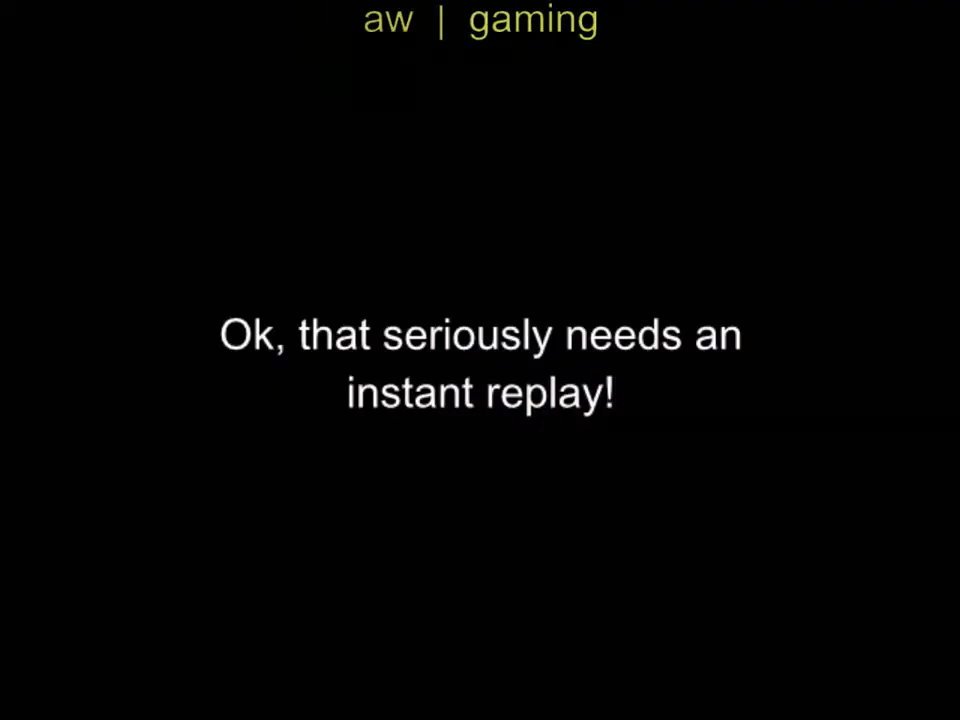 aw | gaming
Ok, that seriously needs an
instant replay!